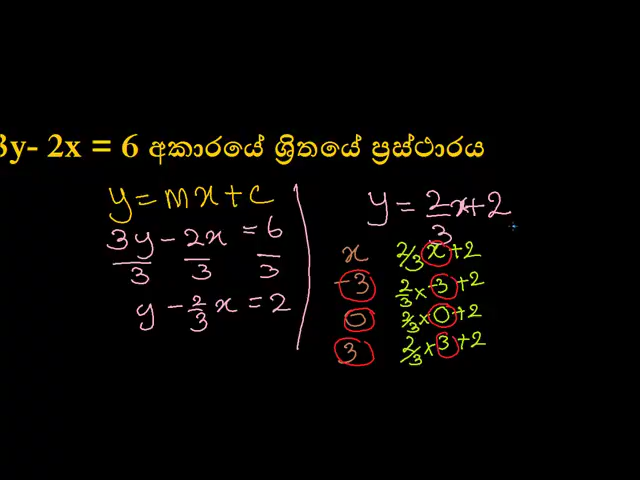 3y- 2x = 6 අකාරයේ ශ්‍රිතයේ ප්‍රස්ථාරය
y = mx + c
3y/3 - 2x/3 = 6/3
y - 2/3 x = 2
y = 2/3 x + 2
x 2/3 x + 2
-3 2/3 × -3 + 2
0 2/3 × 0 + 2
3 2/3 × 3 + 2